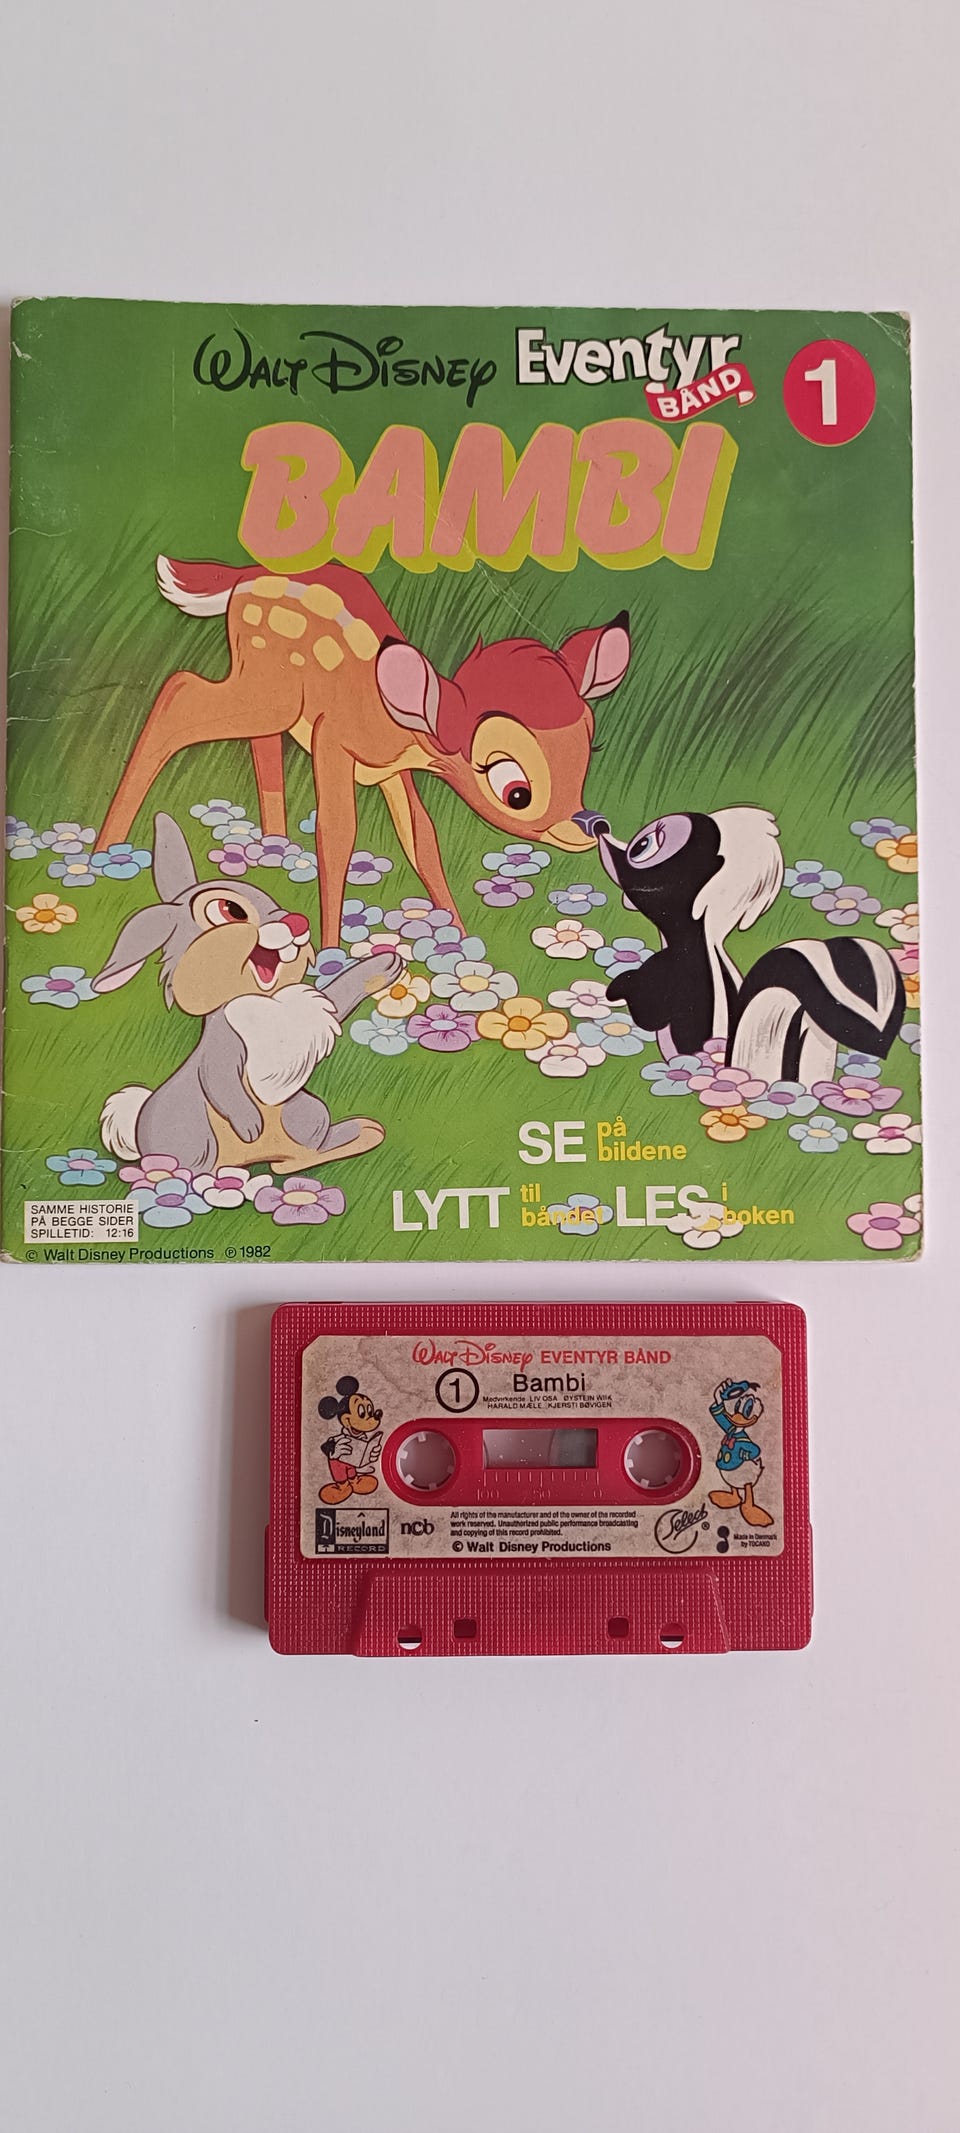 WALT DISNEY Eventyr
BÅND
1
BAMBI
SE på bildene
LYTT til båndet LES i boken
SAMME HISTORIE
PÅ BEGGE SIDER
SPILLETID: 12:16
© Walt Disney Productions ℗ 1982
WALT DISNEY EVENTYR BÅND
1 Bambi
Medvirkende LIV OSA ØYSTEIN WIIK
HARALD MÆLE KJERSTI BØVIGEN
100 50 0
Disneyland
RECORD
ncb
All rights of the manufacturer and of the owner of the recorded
work reserved. Unauthorized public performance broadcasting
and copying of this record prohibited.
© Walt Disney Productions
Select ®
Made in Denmark
by TOCANO